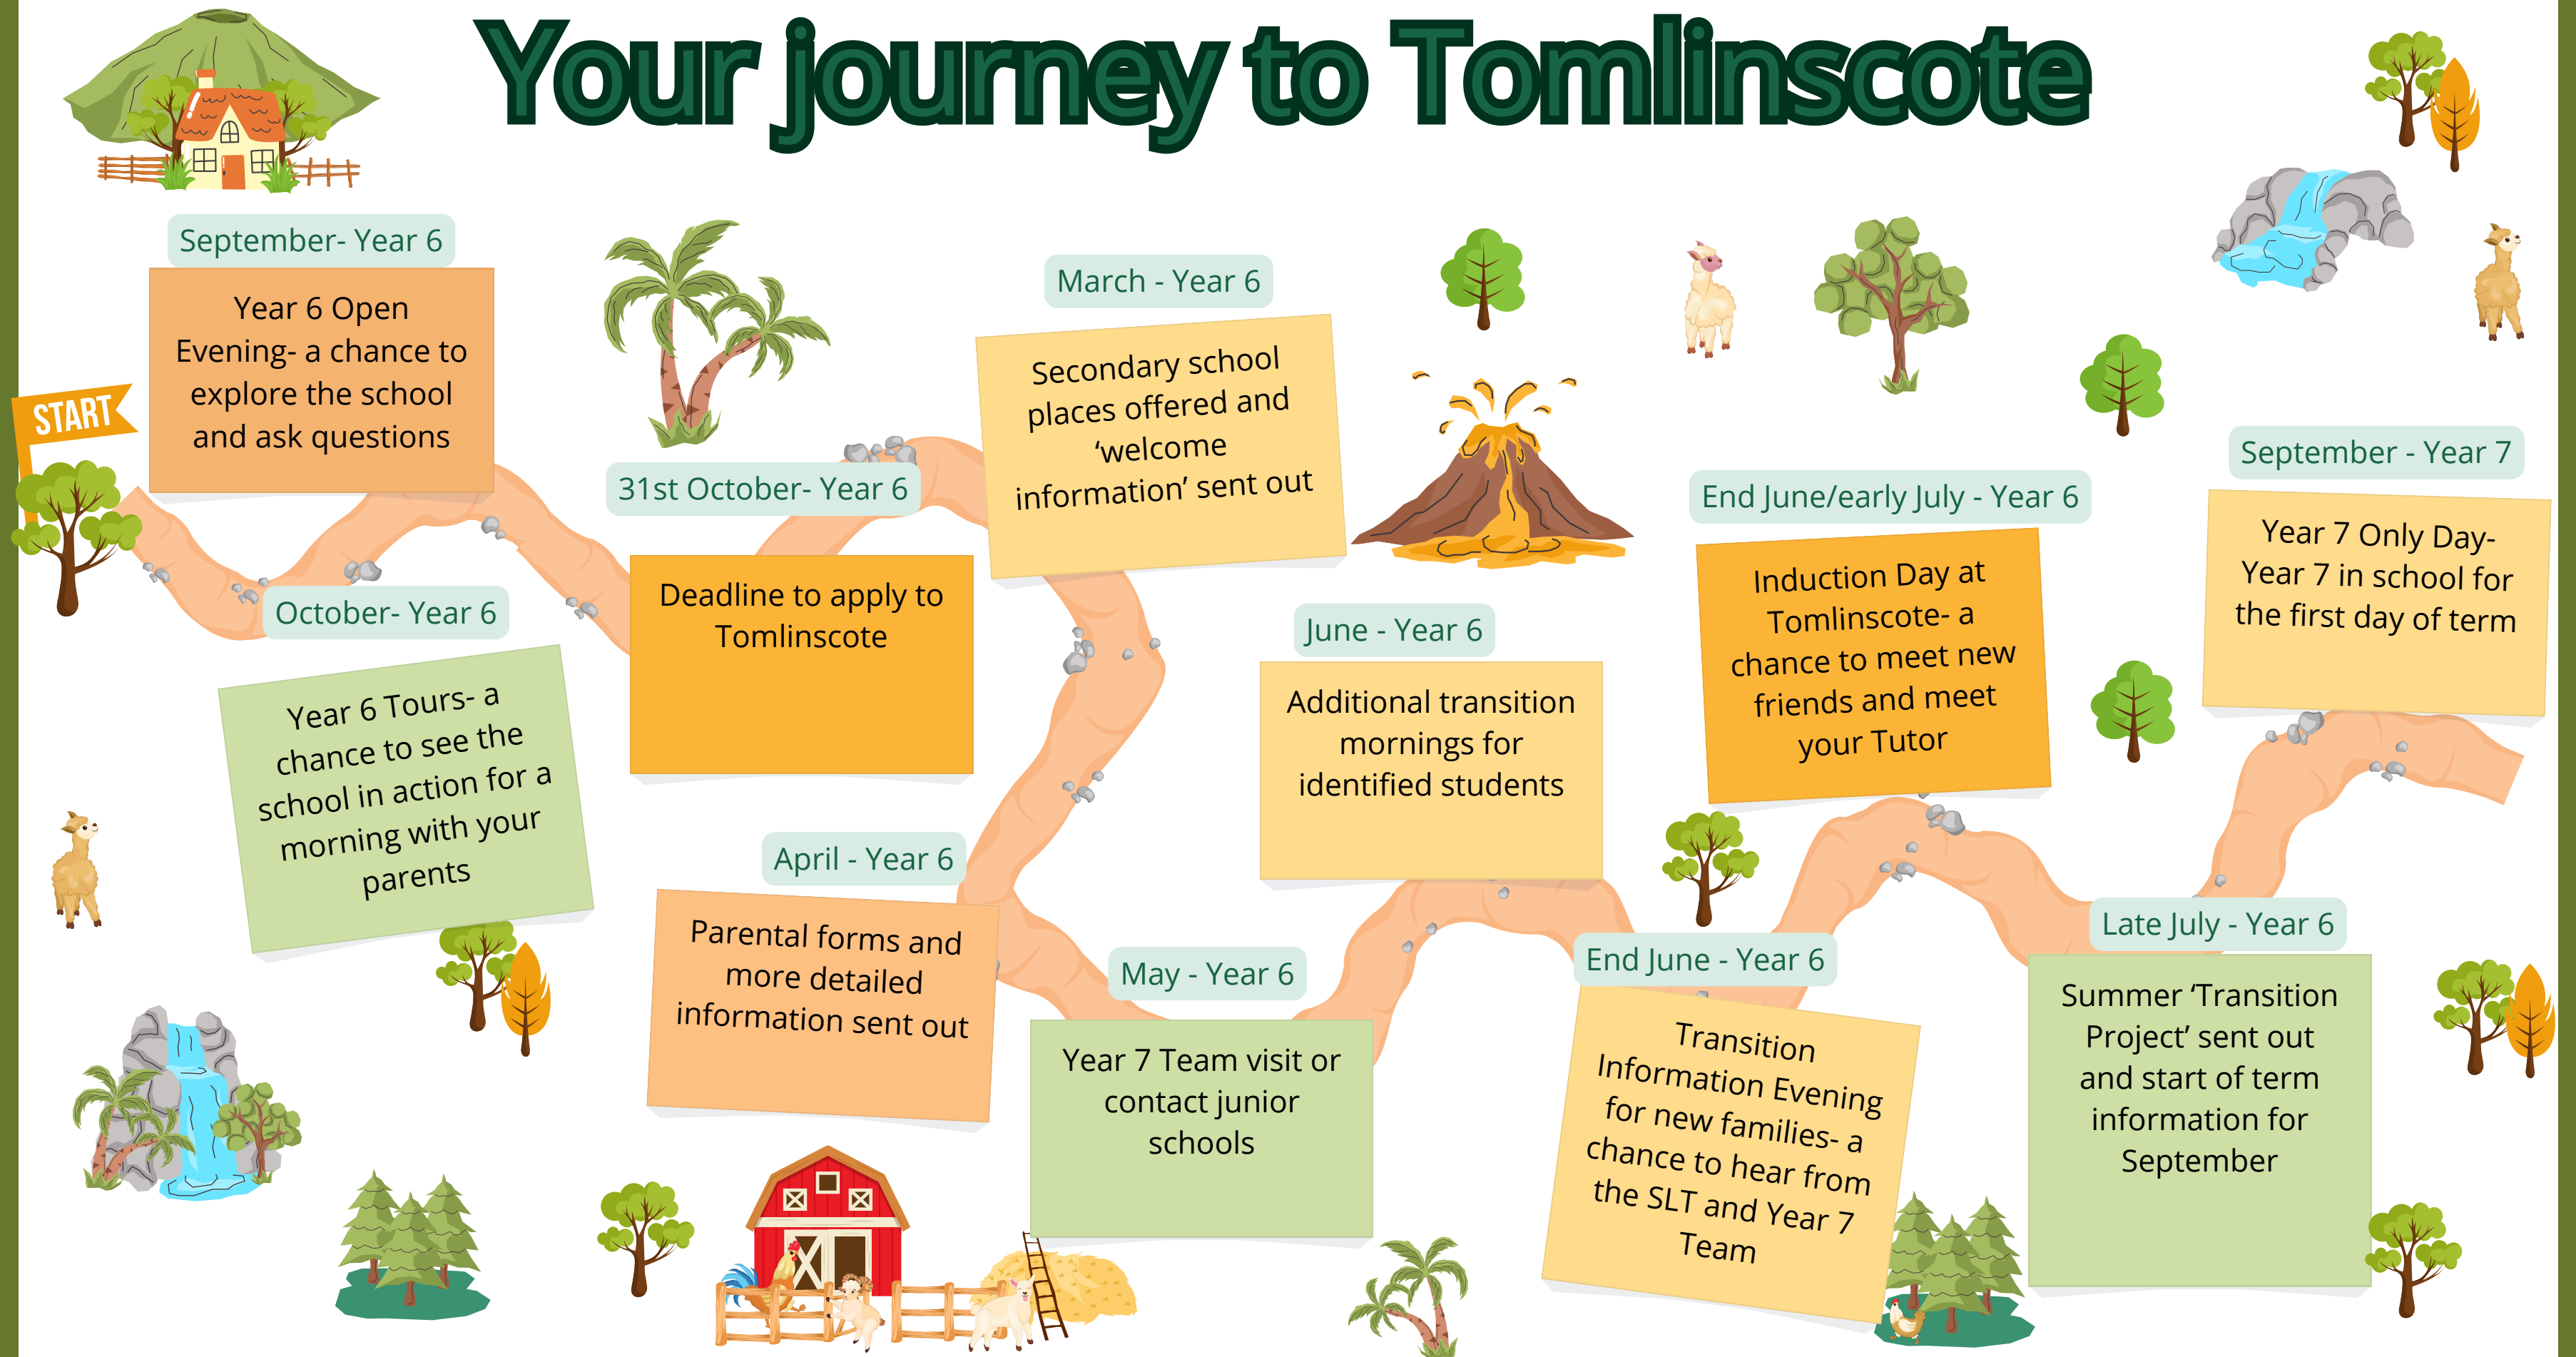 Your journey to Tomlinscote
START
September- Year 6
Year 6 Open
Evening- a chance to
explore the school
and ask questions
October- Year 6
Year 6 Tours- a
chance to see the
school in action for a
morning with your
parents
31st October- Year 6
Deadline to apply to
Tomlinscote
March - Year 6
Secondary school
places offered and
‘welcome
information’ sent out
April - Year 6
Parental forms and
more detailed
information sent out
May - Year 6
Year 7 Team visit or
contact junior
schools
June - Year 6
Additional transition
mornings for
identified students
End June - Year 6
Transition
Information Evening
for new families- a
chance to hear from
the SLT and Year 7
Team
End June/early July - Year 6
Induction Day at
Tomlinscote- a
chance to meet new
friends and meet
your Tutor
Late July - Year 6
Summer ‘Transition
Project’ sent out
and start of term
information for
September
September - Year 7
Year 7 Only Day-
Year 7 in school for
the first day of term